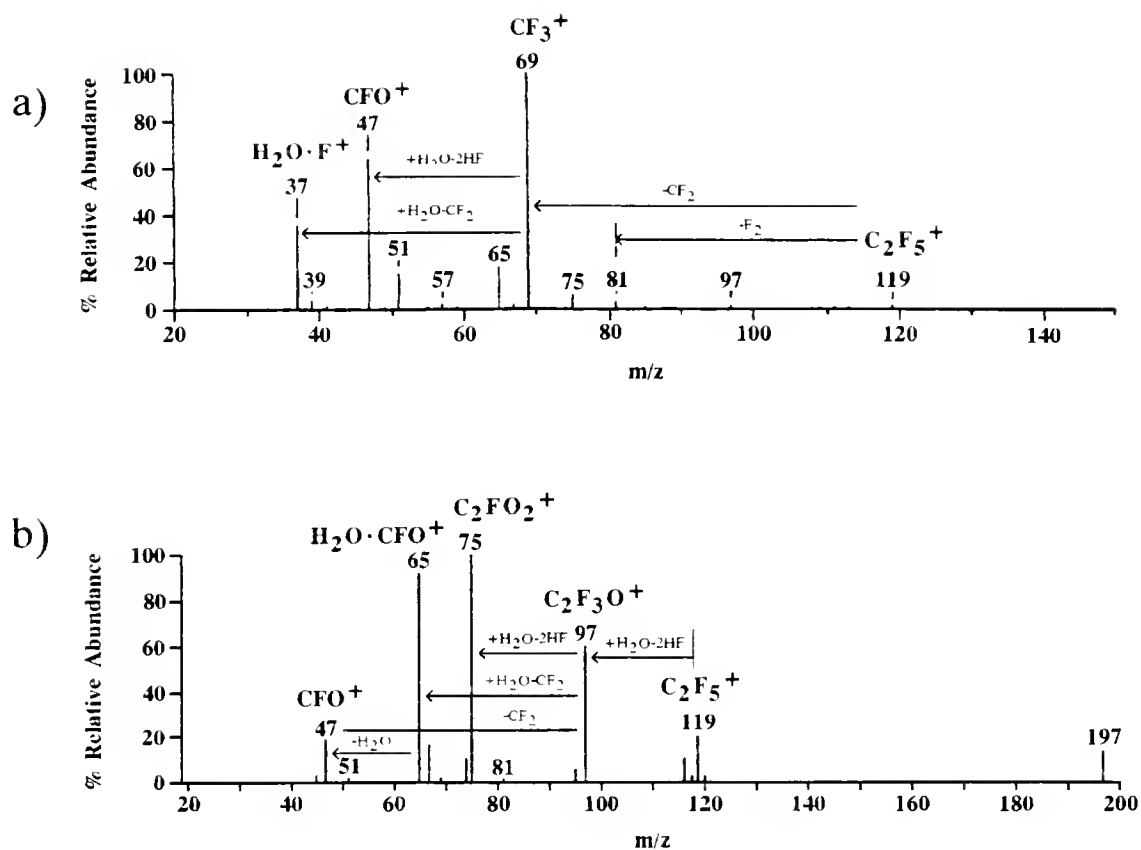 a)
CF3+
69
100
CFO+
47
80
+H2O-2HF
H2O·F+
37
-CF2
60
+H2O-CF2
40
-F2
C2F5+
51
65
20
39
57
75
81
97
119
0
20 40 60 80 100 120 140
% Relative Abundance
m/z
b)
C2FO2+
H2O·CFO+
75
65
100
C2F3O+
80
+H2O-2HF
97
+H2O-2HF
60
+H2O-CF2
C2F5+
40
CFO+
-CF2
119
47
-H2O
197
20
51
81
0
20 40 60 80 100 120 140 160 180 200
% Relative Abundance
m/z